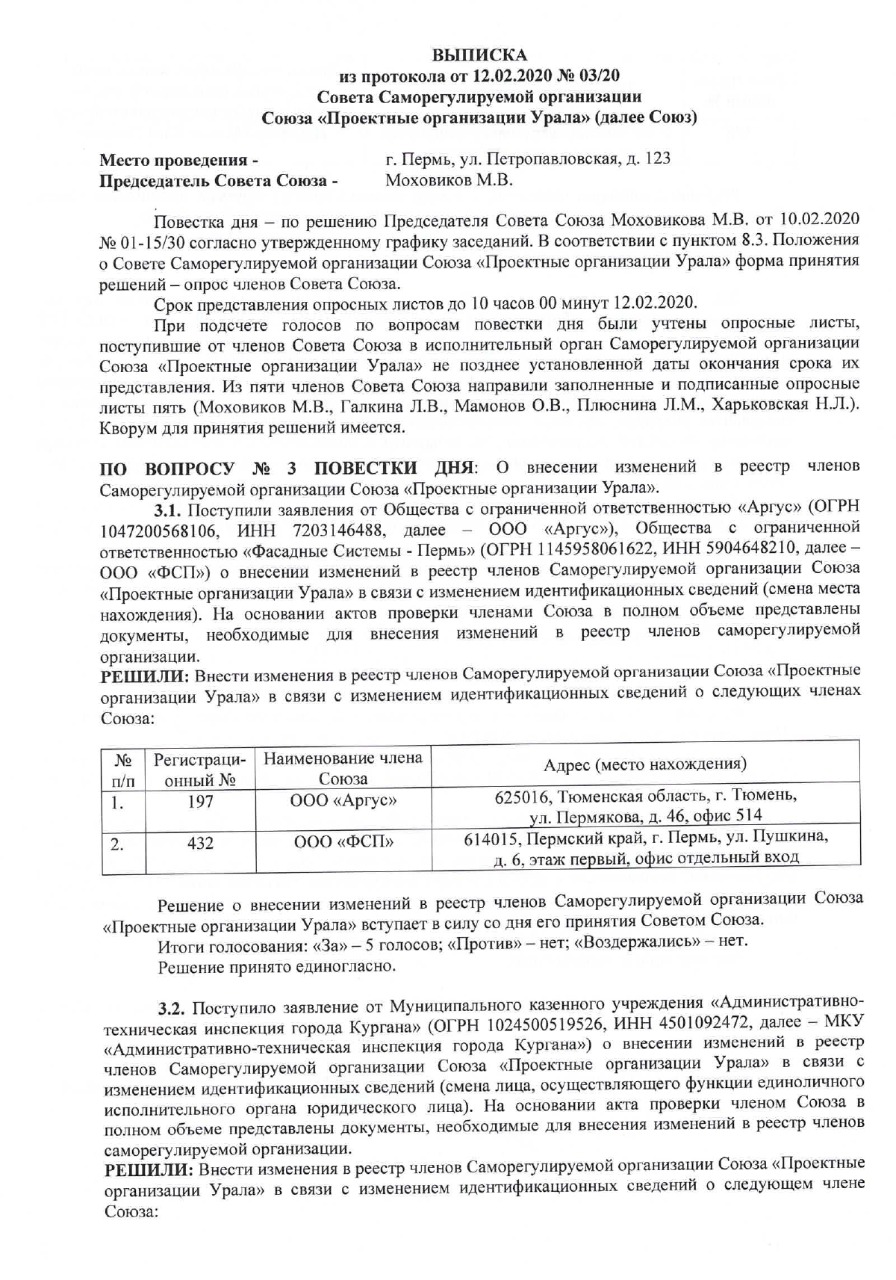 ВЫПИСКА
из протокола от 12.02.2020 № 03/20
Совета Саморегулируемой организации
Союза «Проектные организации Урала» (далее Союз)
Место проведения - г. Пермь, ул. Петропавловская, д. 123
Председатель Совета Союза - Моховиков М.В.
Повестка дня – по решению Председателя Совета Союза Моховикова М.В. от 10.02.2020
№ 01-15/30 согласно утвержденному графику заседаний. В соответствии с пунктом 8.3. Положения
о Совете Саморегулируемой организации Союза «Проектные организации Урала» форма принятия
решений – опрос членов Совета Союза.
Срок представления опросных листов до 10 часов 00 минут 12.02.2020.
При подсчете голосов по вопросам повестки дня были учтены опросные листы,
поступившие от членов Совета Союза в исполнительный орган Саморегулируемой организации
Союза «Проектные организации Урала» не позднее установленной даты окончания срока их
представления. Из пяти членов Совета Союза направили заполненные и подписанные опросные
листы пять (Моховиков М.В., Галкина Л.В., Мамонов О.В., Плюснина Л.М., Харьковская Н.Л.).
Кворум для принятия решений имеется.
ПО ВОПРОСУ № 3 ПОВЕСТКИ ДНЯ: О внесении изменений в реестр членов
Саморегулируемой организации Союза «Проектные организации Урала».
3.1. Поступили заявления от Общества с ограниченной ответственностью «Аргус» (ОГРН
1047200568106, ИНН 7203146488, далее – ООО «Аргус»), Общества с ограниченной
ответственностью «Фасадные Системы - Пермь» (ОГРН 1145958061622, ИНН 5904648210, далее –
ООО «ФСП») о внесении изменений в реестр членов Саморегулируемой организации Союза
«Проектные организации Урала» в связи с изменением идентификационных сведений (смена места
нахождения). На основании актов проверки членами Союза в полном объеме представлены
документы, необходимые для внесения изменений в реестр членов саморегулируемой
организации.
РЕШИЛИ: Внести изменения в реестр членов Саморегулируемой организации Союза «Проектные
организации Урала» в связи с изменением идентификационных сведений о следующих членах
Союза:
№ п/п Регистраци-онный № Наименование члена Союза Адрес (место нахождения)
1. 197 ООО «Аргус» 625016, Тюменская область, г. Тюмень,
ул. Пермякова, д. 46, офис 514
2. 432 ООО «ФСП» 614015, Пермский край, г. Пермь, ул. Пушкина,
д. 6, этаж первый, офис отдельный вход
Решение о внесении изменений в реестр членов Саморегулируемой организации Союза
«Проектные организации Урала» вступает в силу со дня его принятия Советом Союза.
Итоги голосования: «За» – 5 голосов; «Против» – нет; «Воздержались» – нет.
Решение принято единогласно.
3.2. Поступило заявление от Муниципального казенного учреждения «Административно-
техническая инспекция города Кургана» (ОГРН 1024500519526, ИНН 4501092472, далее – МКУ
«Административно-техническая инспекция города Кургана») о внесении изменений в реестр
членов Саморегулируемой организации Союза «Проектные организации Урала» в связи с
изменением идентификационных сведений (смена лица, осуществляющего функции единоличного
исполнительного органа юридического лица). На основании акта проверки членом Союза в
полном объеме представлены документы, необходимые для внесения изменений в реестр членов
саморегулируемой организации.
РЕШИЛИ: Внести изменения в реестр членов Саморегулируемой организации Союза «Проектные
организации Урала» в связи с изменением идентификационных сведений о следующем члене
Союза: